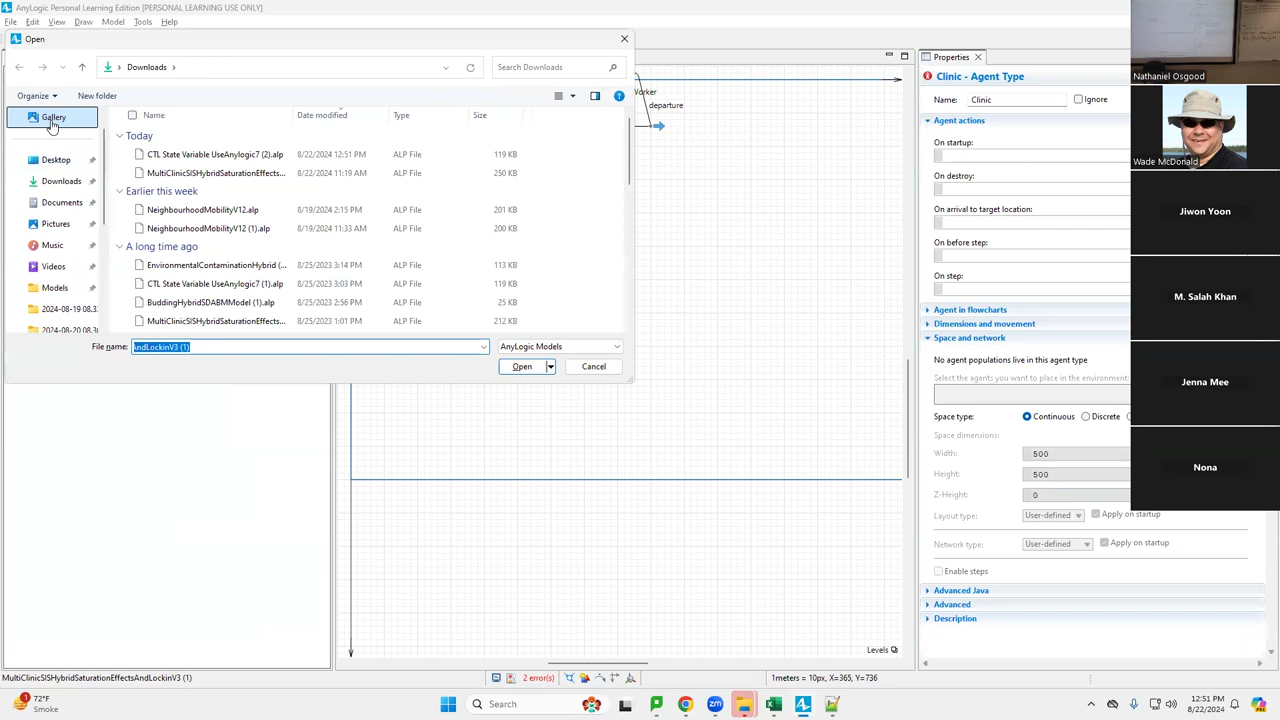 AnyLogic Personal Learning Edition [PERSONAL LEARNING USE ONLY]
File Edit View Draw Model Tools Help
Open
Downloads
Search Downloads
Organize New folder
Gallery
Desktop
Downloads
Documents
Pictures
Music
Videos
Models
2024-08-19 08.3
2024-08-20 08.3
Name Date modified Type Size
Today
CTL State Variable UseAnylogic7 (2).alp 8/22/2024 12:51 PM ALP File 119 KB
MultiClinicSISHybridSaturationEffects... 8/22/2024 11:19 AM ALP File 250 KB
Earlier this week
NeighbourhoodMobilityV12.alp 8/19/2024 2:15 PM ALP File 201 KB
NeighbourhoodMobilityV12 (1).alp 8/19/2024 11:33 AM ALP File 200 KB
A long time ago
EnvironmentalContaminationHybrid (... 8/25/2023 3:14 PM ALP File 113 KB
CTL State Variable UseAnylogic7 (1).alp 8/25/2023 3:03 PM ALP File 119 KB
BuddingHybridSDABMModel (1).alp 8/25/2023 2:56 PM ALP File 25 KB
MultiClinicSISHybridSaturationEffects... 8/25/2023 1:01 PM ALP File 212 KB
File name: AndLockinV3 (1) AnyLogic Models
Open Cancel
orker
departure
Levels
Properties
Clinic - Agent Type
Name: Clinic Ignore
Agent actions
On startup:
On destroy:
On arrival to target location:
On before step:
On step:
Agent in flowcharts
Dimensions and movement
Space and network
No agent populations live in this agent type
Select the agents you want to place in the environment:
Space type: Continuous Discrete
Space dimensions:
Width: 500
Height: 500
Z-Height: 0
Layout type: User-defined Apply on startup
Network type: User-defined Apply on startup
Enable steps
Advanced Java
Advanced
Description
Nathaniel Osgood
Wade McDonald
Jiwon Yoon
M. Salah Khan
Jenna Mee
Nona
MultiClinicSISHybridSaturationEffectsAndLockinV3 (1) 2 error(s) 1meters = 10px, X=365, Y=736
1
72°F
Smoke
Search
zm
12:51 PM
8/22/2024